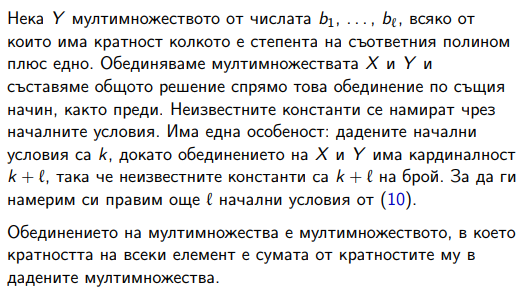 Нека Y мултимножеството от числата b₁, ..., bℓ, всяко от
които има кратност колкото е степента на съответния полином
плюс едно. Обединяваме мултимножествата X и Y и
съставяме общото решение спрямо това обединение по същия
начин, както преди. Неизвестните константи се намират чрез
началните условия. Има една особеност: дадените начални
условия са k, докато обединението на X и Y има кардиналност
k + ℓ, така че неизвестните константи са k + ℓ на брой. За да ги
намерим си правим още ℓ начални условия от (10).
Обединението на мултимножества е мултимножеството, в което
кратността на всеки елемент е сумата от кратностите му в
дадените мултимножества.